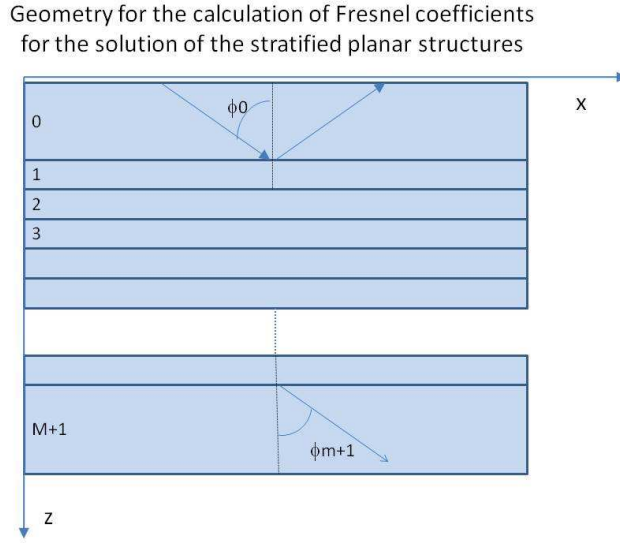 Geometry for the calculation of Fresnel coefficients
for the solution of the stratified planar structures
x
ϕ0
0
1
2
3
M+1
ϕm+1
z